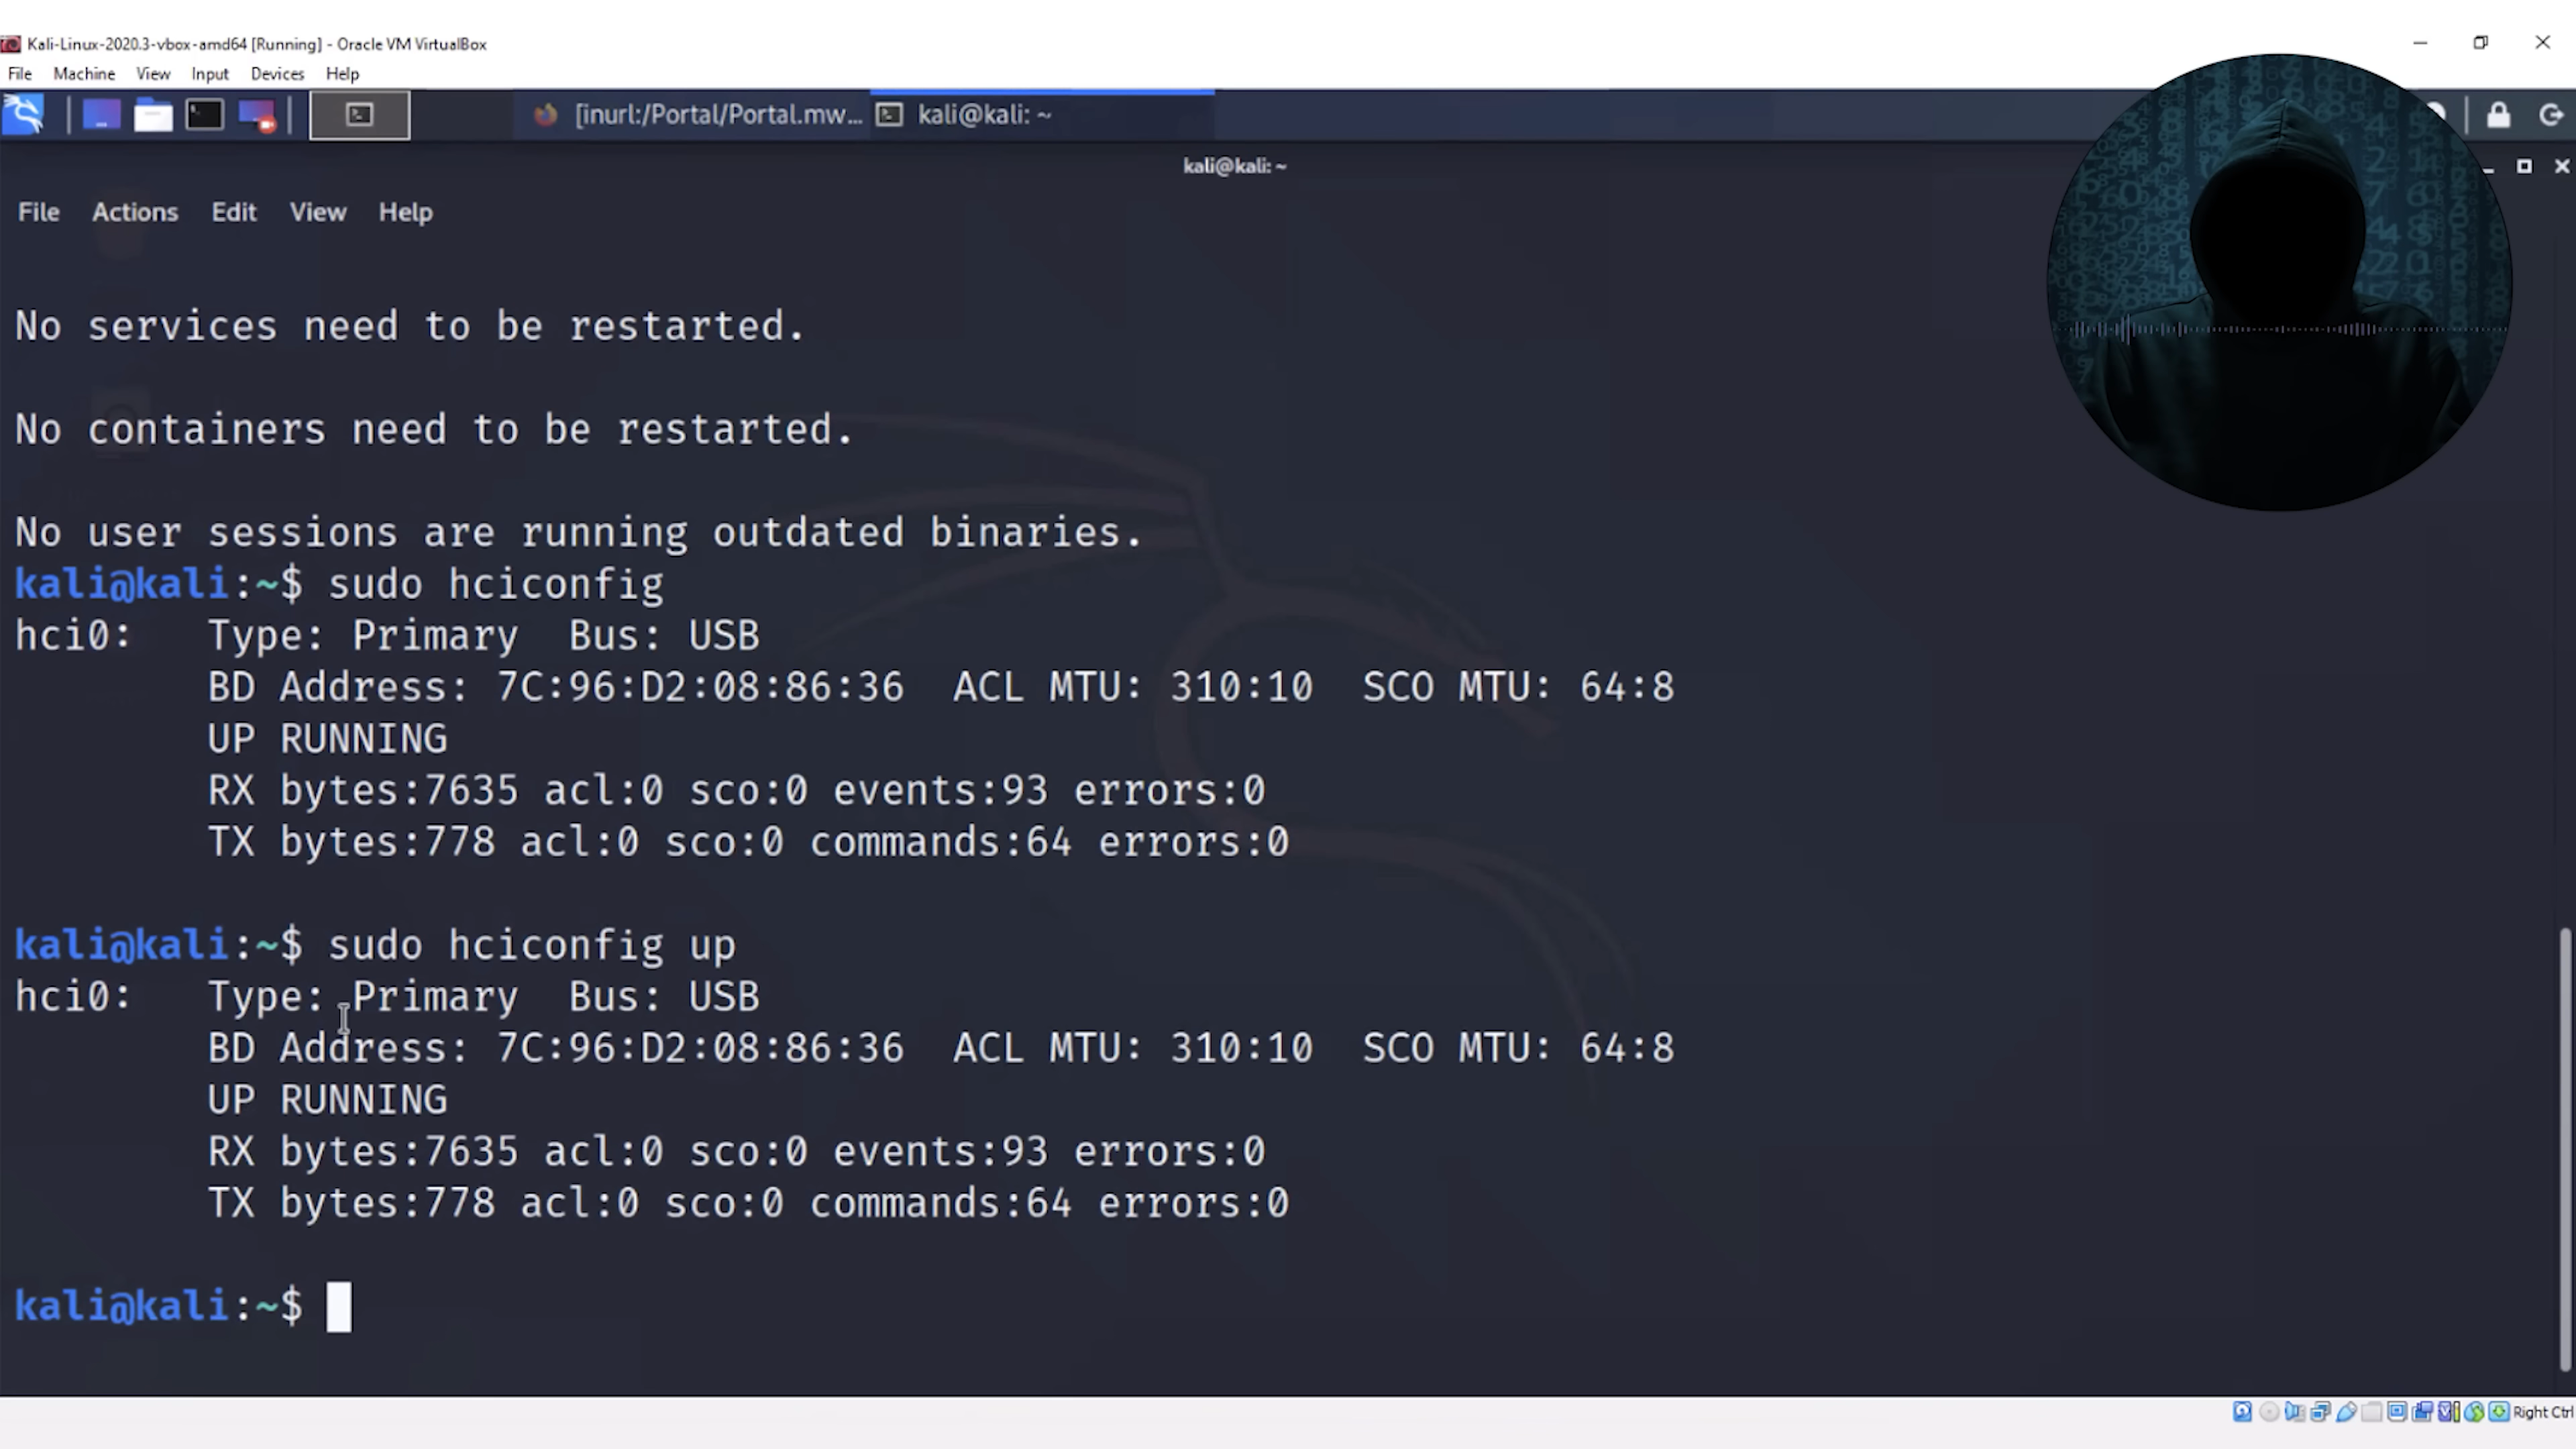 Kali-Linux-2020.3-vbox-amd64 [Running] - Oracle VM VirtualBox
File Machine View Input Devices Help
[inurl:/Portal/Portal.mw... kali@kali: ~
kali@kali: ~
File Actions Edit View Help
No services need to be restarted.
No containers need to be restarted.
No user sessions are running outdated binaries.
kali@kali:~$ sudo hciconfig
hci0: Type: Primary Bus: USB
BD Address: 7C:96:D2:08:86:36 ACL MTU: 310:10 SCO MTU: 64:8
UP RUNNING
RX bytes:7635 acl:0 sco:0 events:93 errors:0
TX bytes:778 acl:0 sco:0 commands:64 errors:0
kali@kali:~$ sudo hciconfig up
hci0: Type: Primary Bus: USB
BD Address: 7C:96:D2:08:86:36 ACL MTU: 310:10 SCO MTU: 64:8
UP RUNNING
RX bytes:7635 acl:0 sco:0 events:93 errors:0
TX bytes:778 acl:0 sco:0 commands:64 errors:0
kali@kali:~$
Right Ctrl